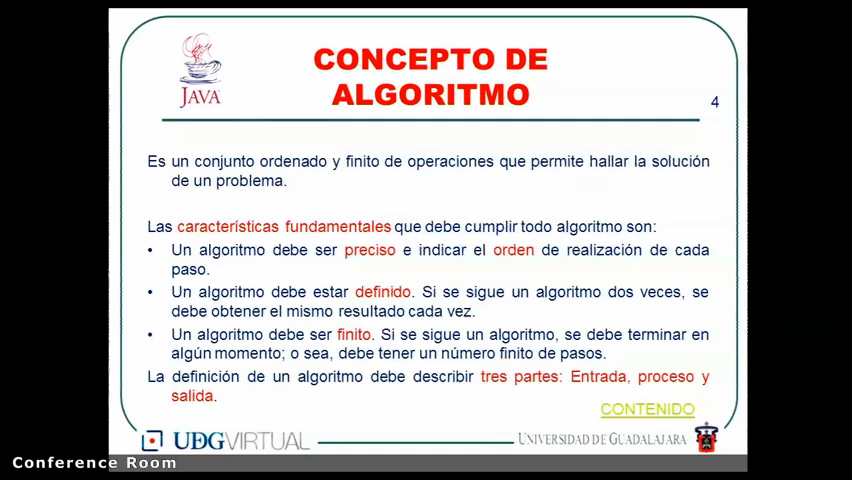 JAVA
CONCEPTO DE
ALGORITMO
4
Es un conjunto ordenado y finito de operaciones que permite hallar la solución
de un problema.
Las características fundamentales que debe cumplir todo algoritmo son:
• Un algoritmo debe ser preciso e indicar el orden de realización de cada
paso.
• Un algoritmo debe estar definido. Si se sigue un algoritmo dos veces, se
debe obtener el mismo resultado cada vez.
• Un algoritmo debe ser finito. Si se sigue un algoritmo, se debe terminar en
algún momento; o sea, debe tener un número finito de pasos.
La definición de un algoritmo debe describir tres partes: Entrada, proceso y
salida.
CONTENIDO
UDGVIRTUAL
UNIVERSIDAD DE GUADALAJARA
Conference Room